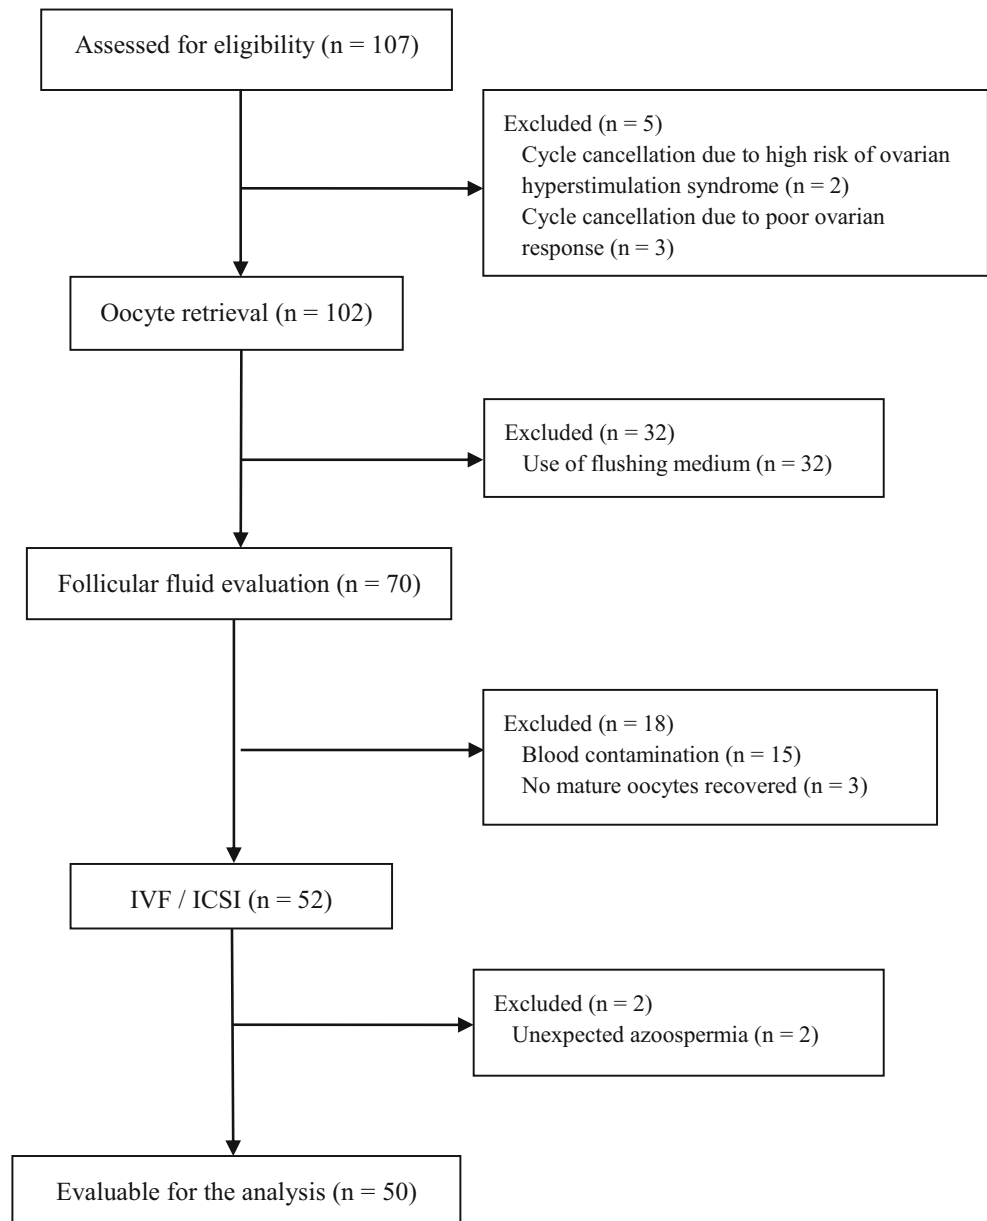 Assessed for eligibility (n = 107)
Excluded (n = 5)
Cycle cancellation due to high risk of ovarian
hyperstimulation syndrome (n = 2)
Cycle cancellation due to poor ovarian
response (n = 3)
Oocyte retrieval (n = 102)
Excluded (n = 32)
Use of flushing medium (n = 32)
Follicular fluid evaluation (n = 70)
Excluded (n = 18)
Blood contamination (n = 15)
No mature oocytes recovered (n = 3)
IVF / ICSI (n = 52)
Excluded (n = 2)
Unexpected azoospermia (n = 2)
Evaluable for the analysis (n = 50)